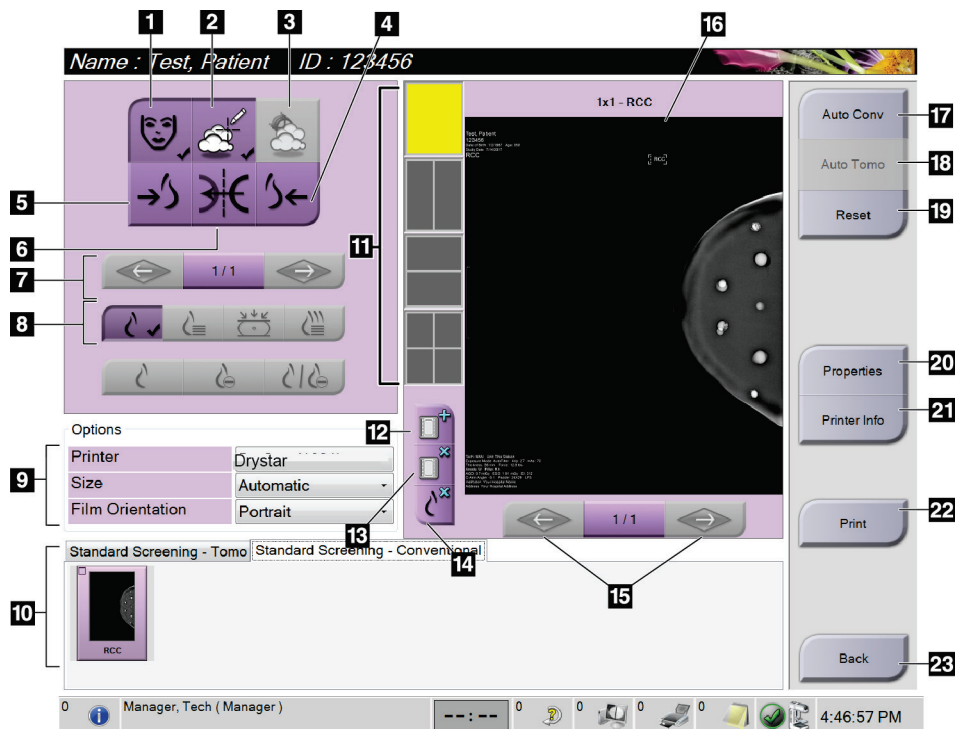 1 2 3 4 16
Name : Test, Patient ID : 123456
1x1 - RCC
Test, Patient
123456
RCC
RCC
Auto Conv 17
Auto Tomo 18
Reset 19
5
6
11
7 1 / 1
8
Properties 20
Printer Info 21
12
13
14
Options
9
Printer Drystar
Size Automatic
Film Orientation Portrait
1 / 1
15
Print 22
Standard Screening - Tomo Standard Screening - Conventional
10
RCC
Back 23
0 Manager, Tech ( Manager ) --:-- 0 0 0 0 4:46:57 PM